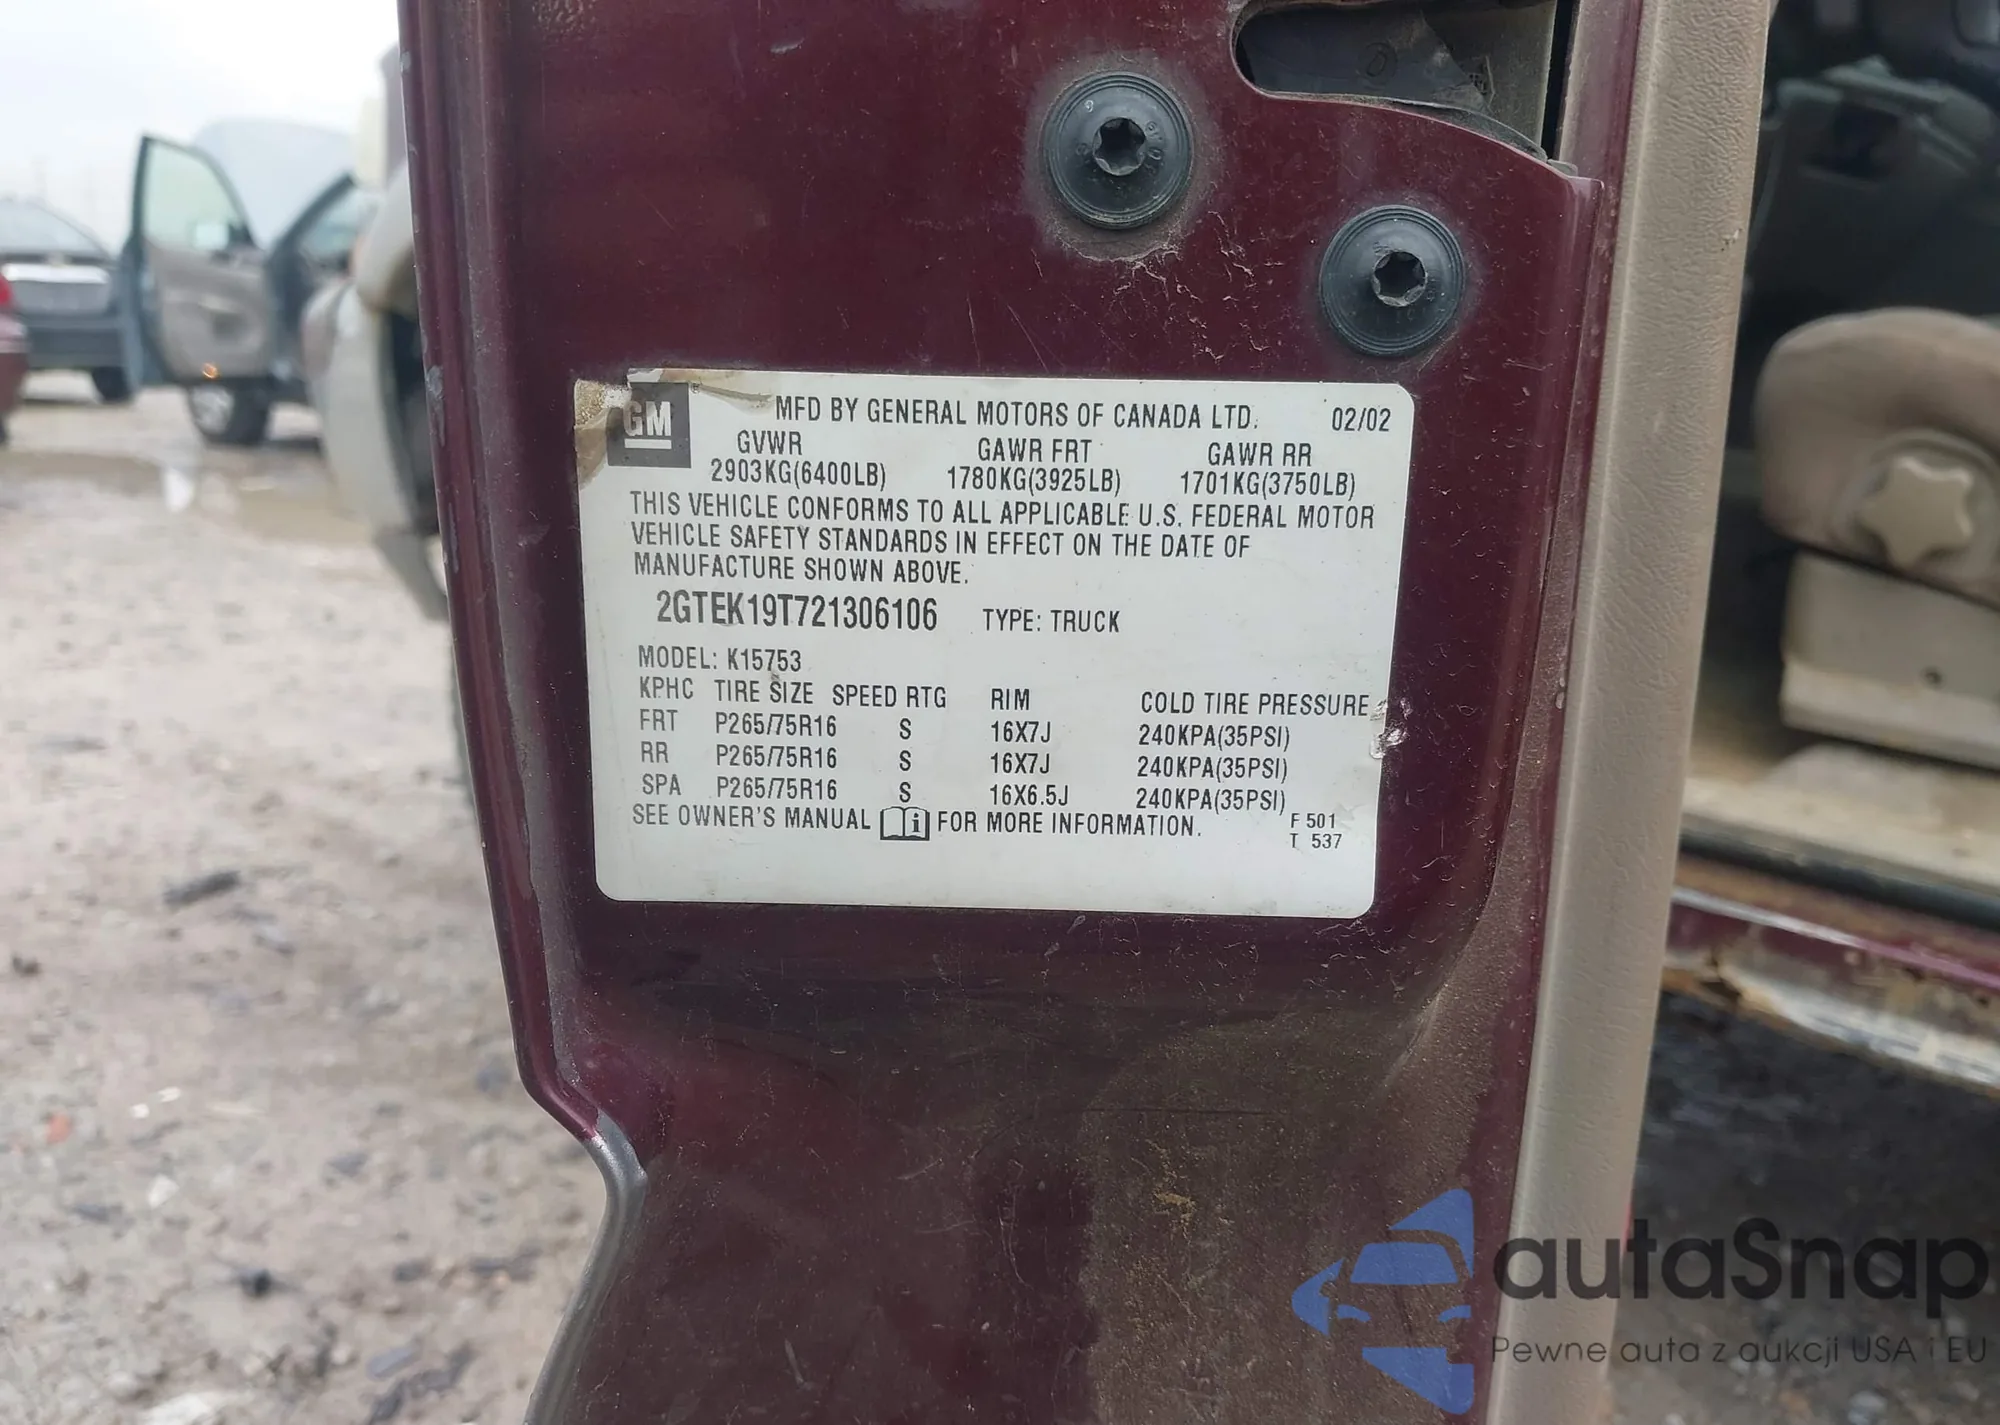 GM
MFD BY GENERAL MOTORS OF CANADA LTD. 02/02
GVWR GAWR FRT GAWR RR
2903KG(6400LB) 1780KG(3925LB) 1701KG(3750LB)
THIS VEHICLE CONFORMS TO ALL APPLICABLE U.S. FEDERAL MOTOR
VEHICLE SAFETY STANDARDS IN EFFECT ON THE DATE OF
MANUFACTURE SHOWN ABOVE.
2GTEK19T721306106 TYPE: TRUCK
MODEL: K15753
KPHC TIRE SIZE SPEED RTG RIM COLD TIRE PRESSURE
FRT P265/75R16 S 16X7J 240KPA(35PSI)
RR P265/75R16 S 16X7J 240KPA(35PSI)
SPA P265/75R16 S 16X6.5J 240KPA(35PSI)
SEE OWNER'S MANUAL i FOR MORE INFORMATION. F 501
T 537
autaSnap
Pewne auta z aukcji USA i EU